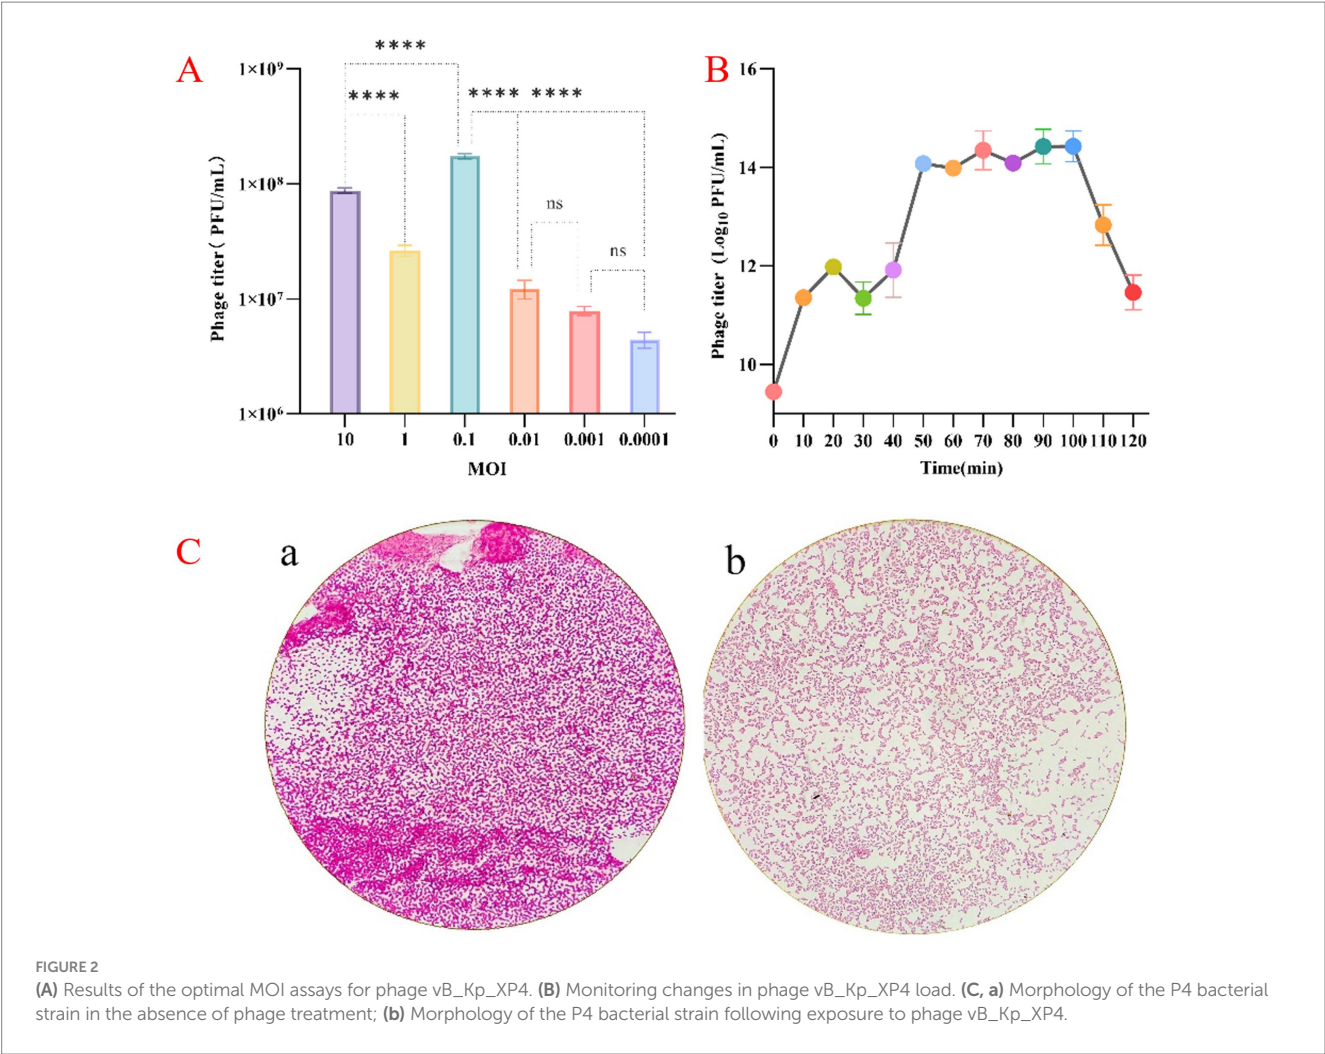 A
****
****
**** ****
ns
ns
1×10⁹
1×10⁸
1×10⁷
1×10⁶
Phage titer( PFU/mL)
10 1 0.1 0.01 0.001 0.0001
MOI
B
16
14
12
10
Phage titer (Log₁₀ PFU/mL)
0 10 20 30 40 50 60 70 80 90 100 110 120
Time(min)
C
a
b
FIGURE 2
(A) Results of the optimal MOI assays for phage vB_Kp_XP4. (B) Monitoring changes in phage vB_Kp_XP4 load. (C, a) Morphology of the P4 bacterial
strain in the absence of phage treatment; (b) Morphology of the P4 bacterial strain following exposure to phage vB_Kp_XP4.